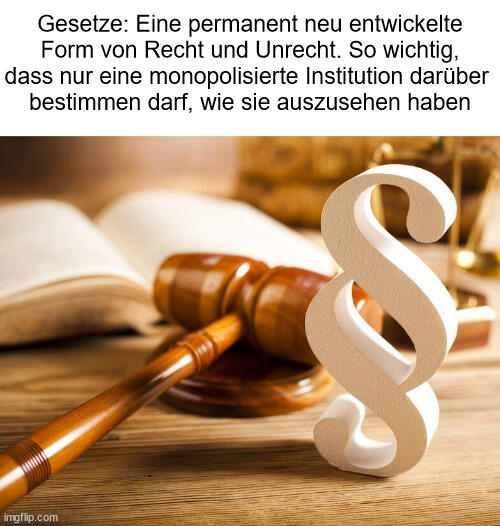 Gesetze: Eine permanent neu entwickelte
Form von Recht und Unrecht. So wichtig,
dass nur eine monopolisierte Institution darüber
bestimmen darf, wie sie auszusehen haben
§
imgflip.com